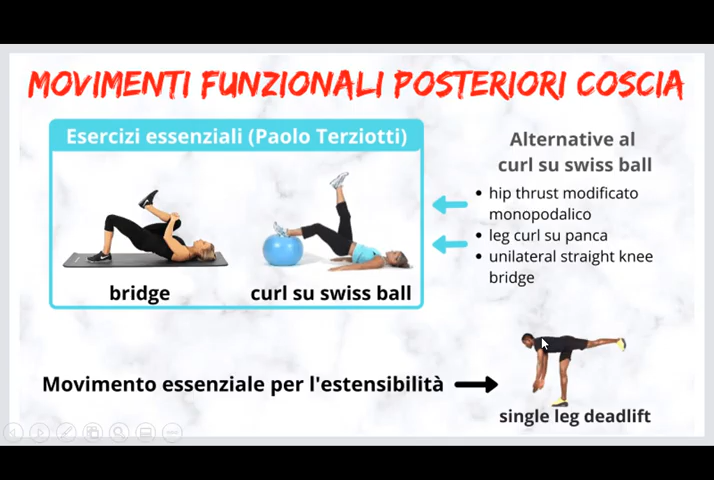 MOVIMENTI FUNZIONALI POSTERIORI COSCIA
Esercizi essenziali (Paolo Terziotti)
bridge
curl su swiss ball
Alternative al
curl su swiss ball
• hip thrust modificato
monopodalico
• leg curl su panca
• unilateral straight knee
bridge
Movimento essenziale per l'estensibilità
single leg deadlift